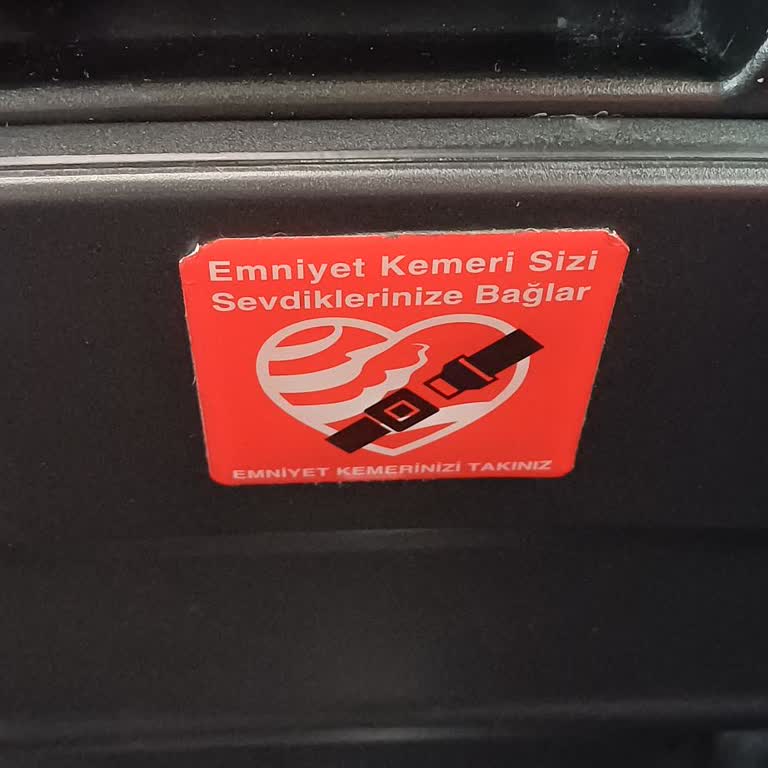 Emniyet Kemeri Sizi
Sevdiklerinize Bağlar
EMNİYET KEMERİNİZİ TAKINIZ